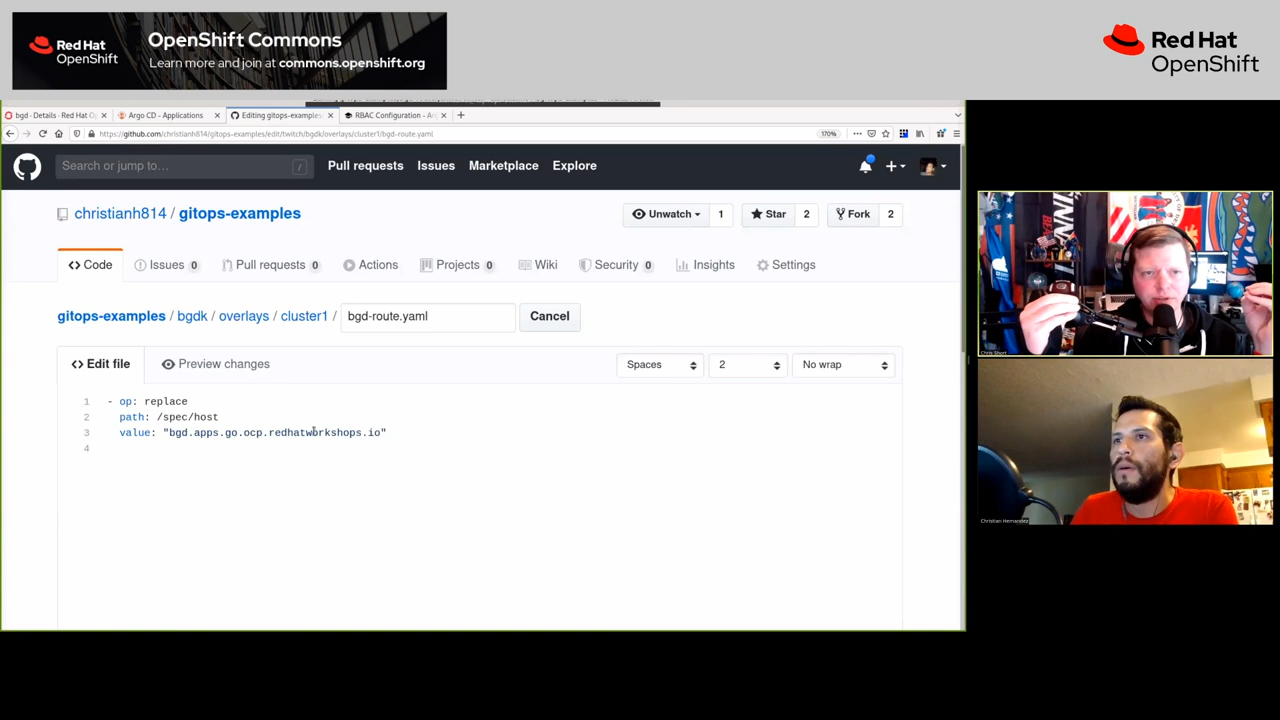 Red Hat
OpenShift
OpenShift Commons
Learn more and join at commons.openshift.org
Red Hat
OpenShift
bgd · Details · Red Hat O
Argo CD - Applications
Editing gitops-examples
RBAC Configuration - A
https://github.com/christianh814/gitops-examples/edit/twitch/bgdk/overlays/cluster1/bgd-route.yaml
170%
Search or jump to…
/
Pull requests
Issues
Marketplace
Explore
christianh814 / gitops-examples
Unwatch
1
Star
2
Fork
2
<> Code
Issues 0
Pull requests 0
Actions
Projects 0
Wiki
Security 0
Insights
Settings
gitops-examples / bgdk / overlays / cluster1 /
bgd-route.yaml
Cancel
<> Edit file
Preview changes
Spaces
2
No wrap
1 - op: replace
2 path: /spec/host
3 value: "bgd.apps.go.ocp.redhatworkshops.io"
4
Chris Short
Christian Hernandez